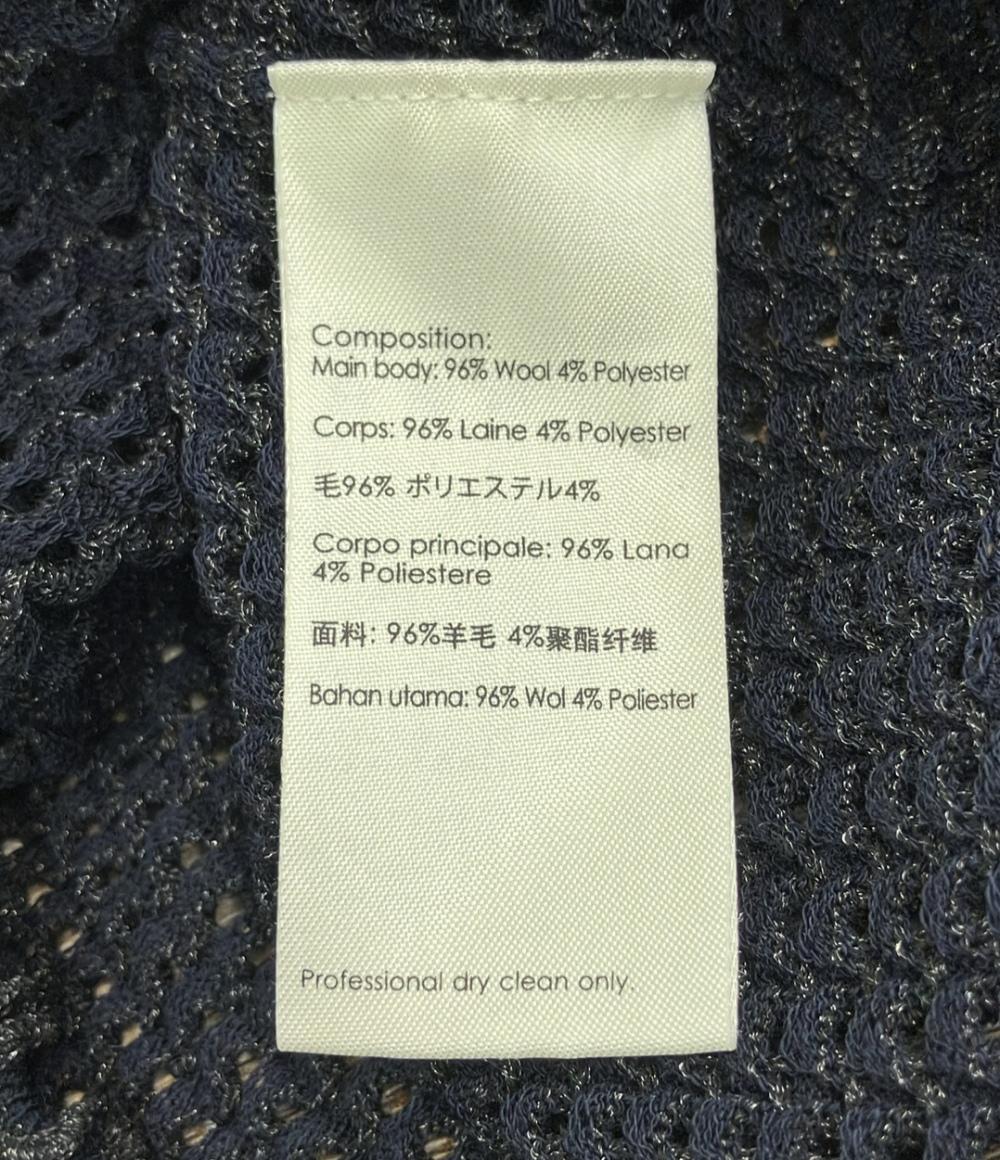 Composition:
Main body: 96% Wool 4% Polyester
Corps: 96% Laine 4% Polyester
毛96% ポリエステル4%
Corpo principale: 96% Lana
4% Poliestere
面料: 96%羊毛 4%聚酯纤维
Bahan utama: 96% Wol 4% Poliester
Professional dry clean only.